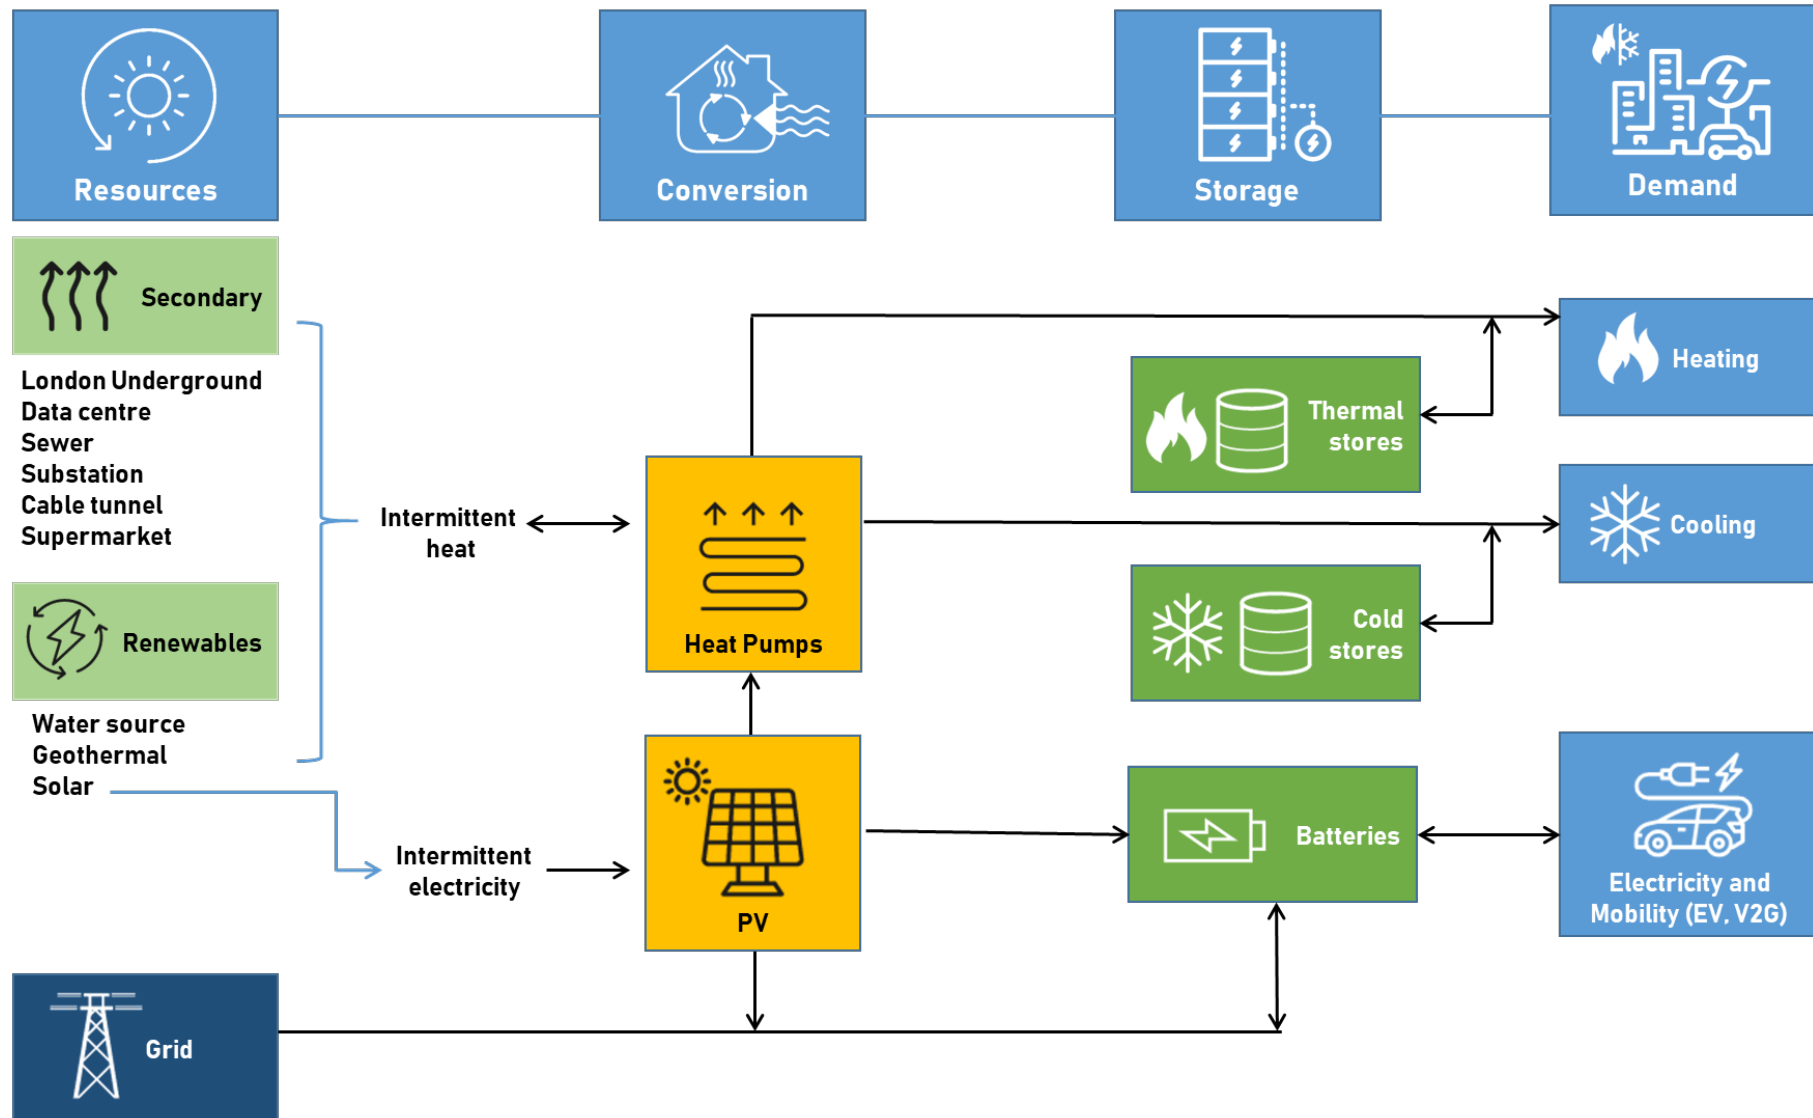 Resources
Conversion
Storage
Demand
Secondary
London Underground
Data centre
Sewer
Substation
Cable tunnel
Supermarket
Renewables
Water source
Geothermal
Solar
Grid
Intermittent
heat
Intermittent
electricity
Heat Pumps
PV
Thermal
stores
Cold
stores
Batteries
Heating
Cooling
Electricity and
Mobility (EV, V2G)